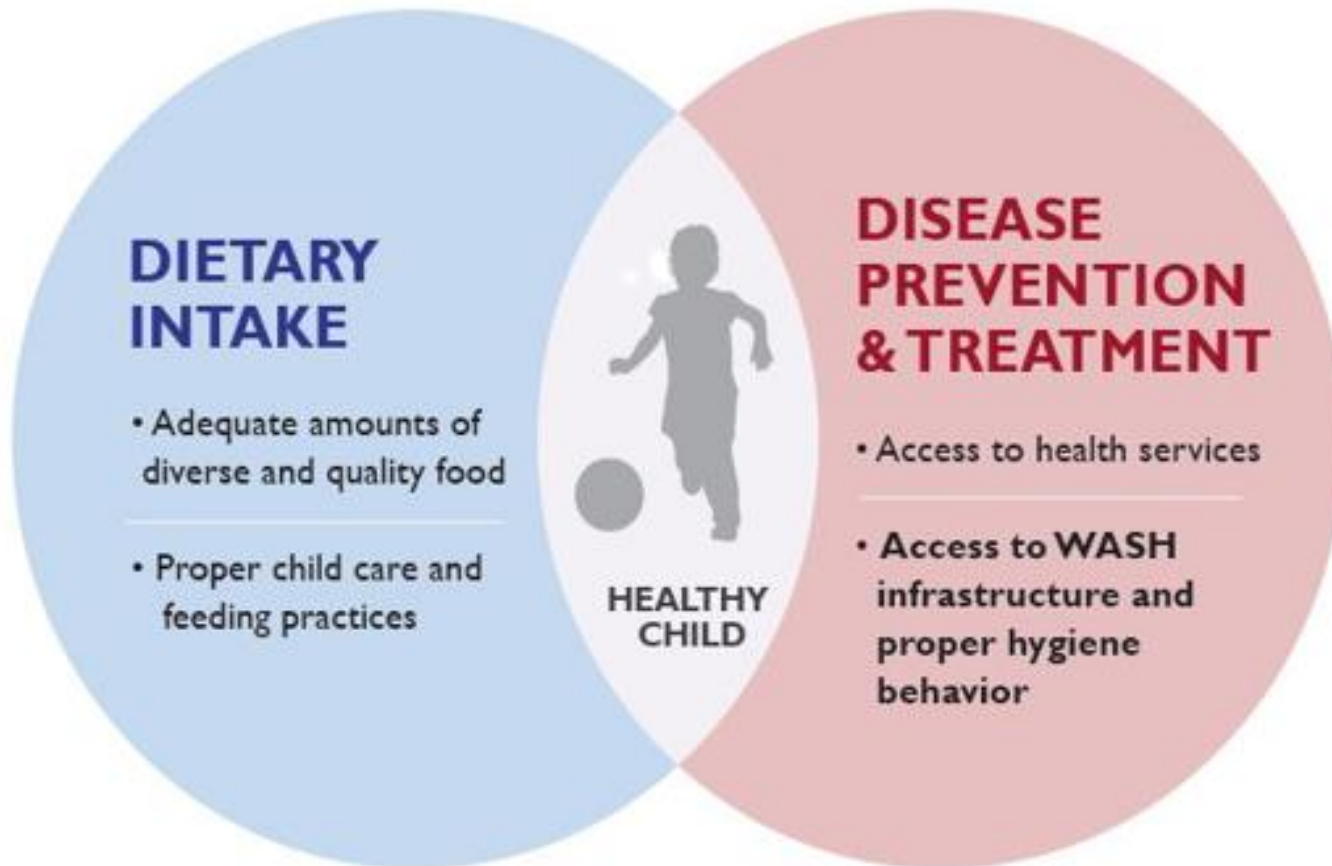 DIETARY
INTAKE
• Adequate amounts of
diverse and quality food
• Proper child care and
feeding practices
HEALTHY
CHILD
DISEASE
PREVENTION
& TREATMENT
• Access to health services
• Access to WASH
infrastructure and
proper hygiene
behavior